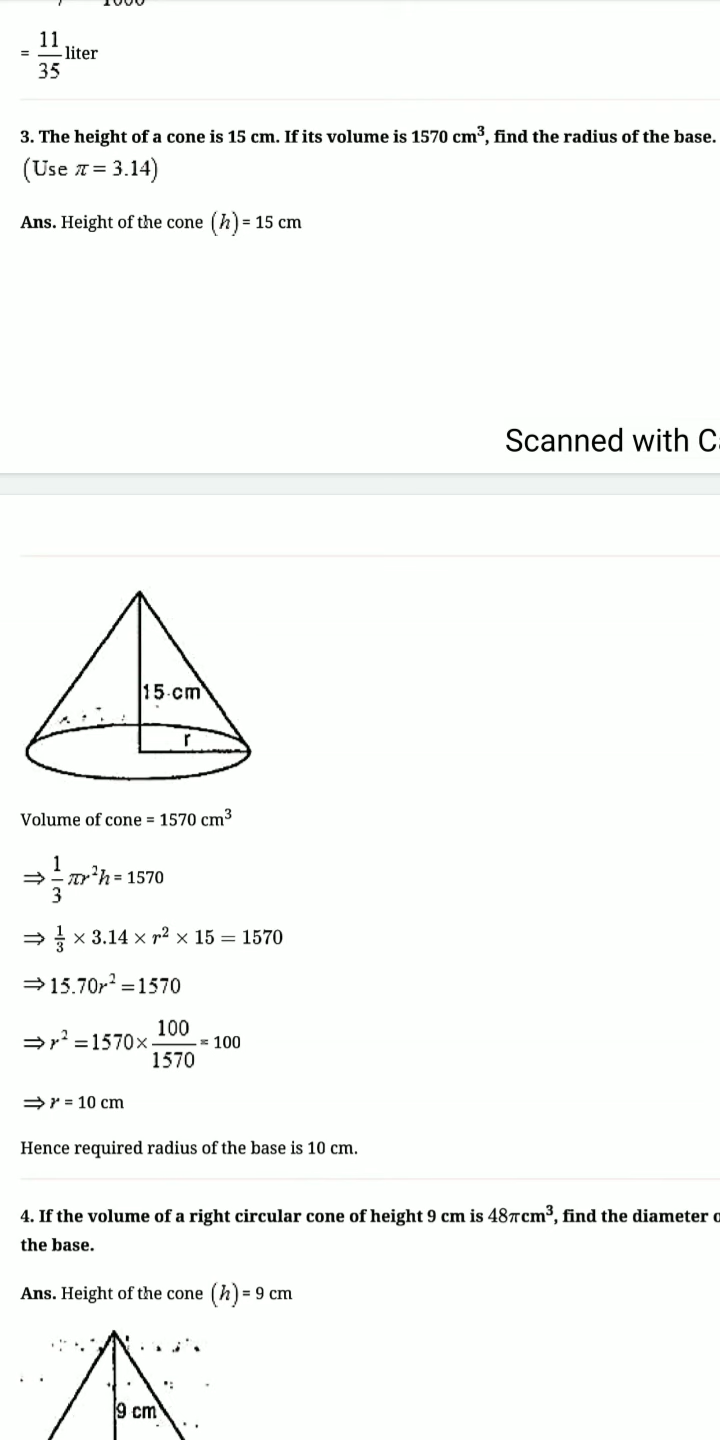 = 11/35 liter
3. The height of a cone is 15 cm. If its volume is 1570 cm³, find the radius of the base.
(Use π = 3.14)
Ans. Height of the cone (h) = 15 cm
Scanned with
15 cm
r
Volume of cone = 1570 cm³
⇒ 1/3 πr²h = 1570
⇒ 1/3 × 3.14 × r² × 15 = 1570
⇒ 15.70r² = 1570
⇒ r² = 1570 × 100/1570 = 100
⇒ r = 10 cm
Hence required radius of the base is 10 cm.
4. If the volume of a right circular cone of height 9 cm is 48πcm³, find the diameter
the base.
Ans. Height of the cone (h) = 9 cm
9 cm